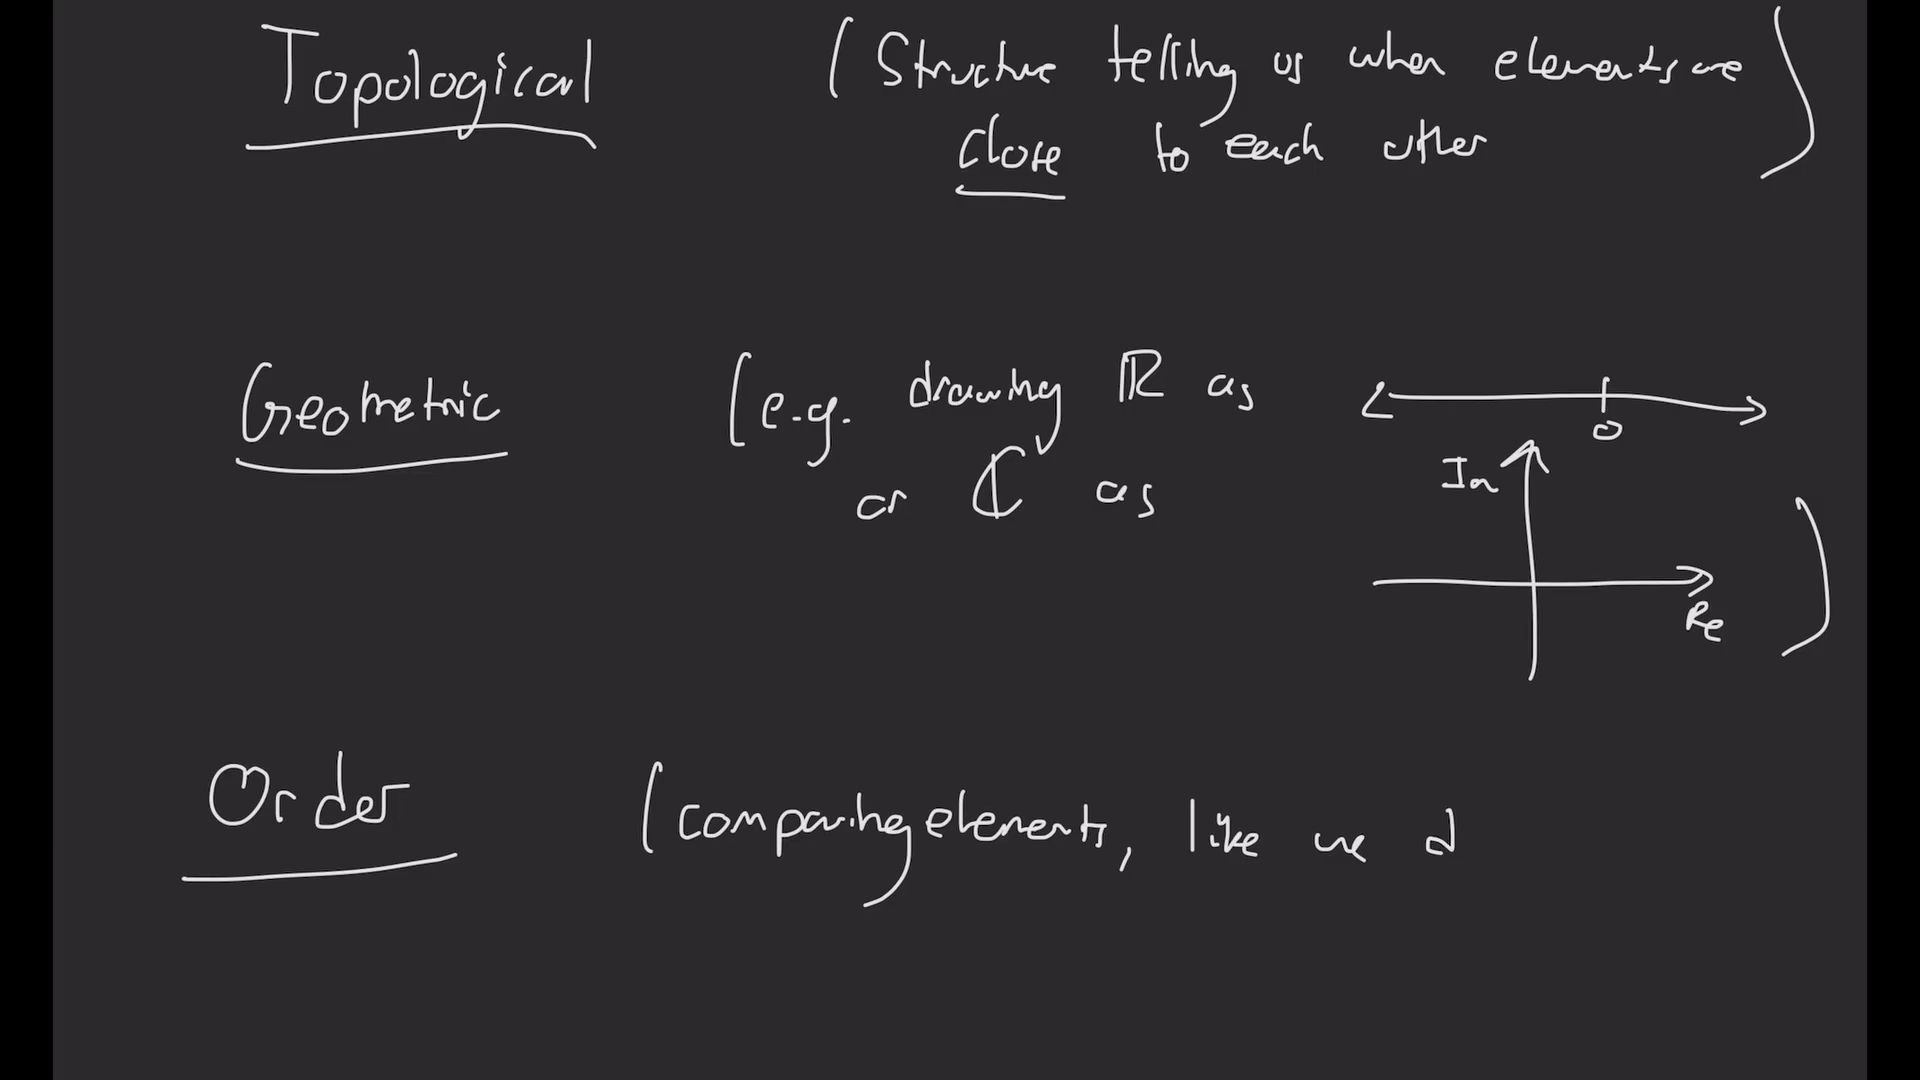 Topological (Structure telling us when elements are
close to each other)
Geometric (e.g. drawing ℝ as
0
or ℂ as
Im
Re
)
Order (comparing elements, like we d